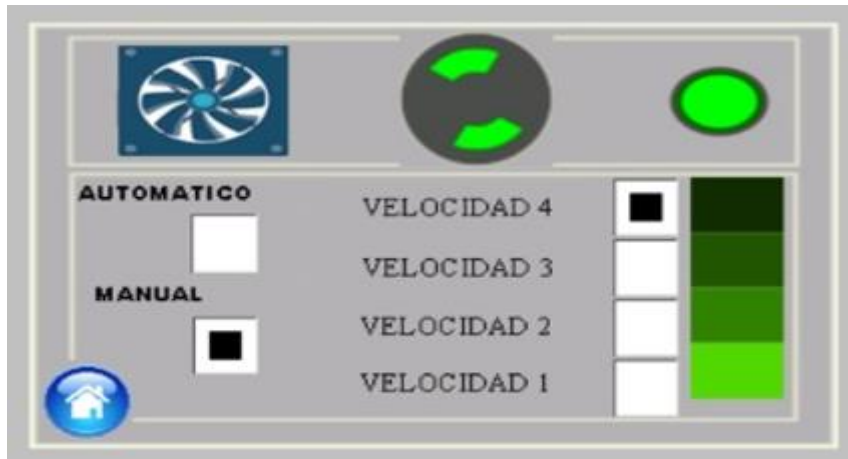 AUTOMATICO
MANUAL
VELOCIDAD 4
VELOCIDAD 3
VELOCIDAD 2
VELOCIDAD 1